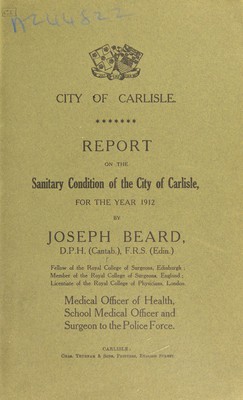 A244822
CITY OF CARLISLE.
*******
REPORT
ON THE
Sanitary Condition of the City of Carlisle,
FOR THE YEAR 1912
BY
JOSEPH BEARD,
D.P.H. (Cantab.), F.R.S. (Edin.)
Fellow of the Royal College of Surgeons, Edinburgh;
Member of the Royal College of Surgeons, England;
Licentiate of the Royal College of Physicians, London.
Medical Officer of Health,
School Medical Officer and
Surgeon to the Police Force.
CARLISLE:
& Sons, Printers,